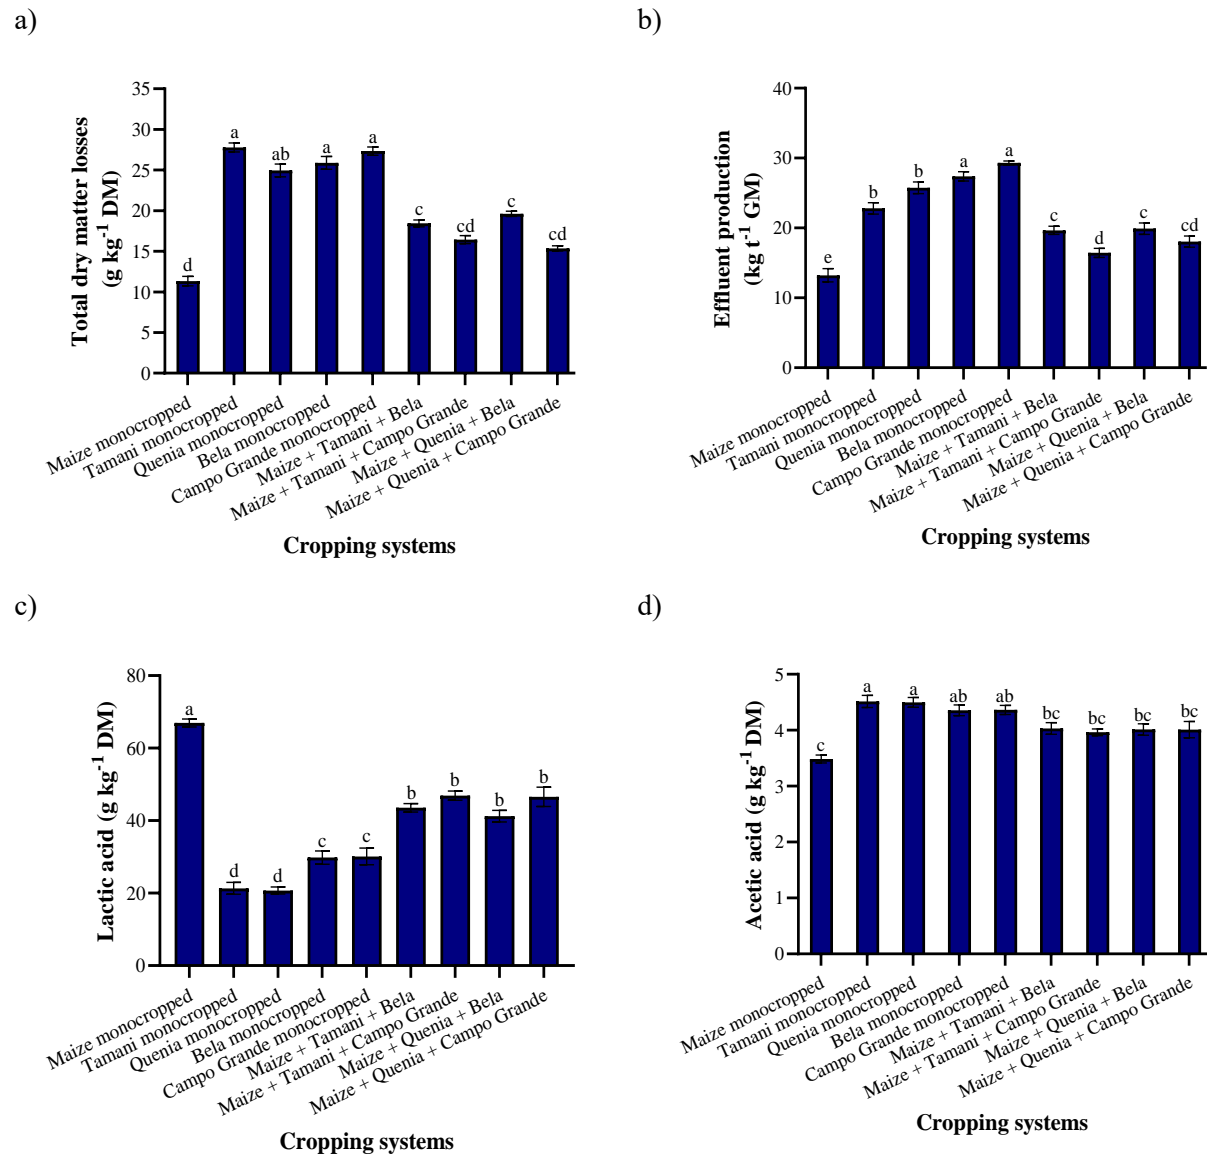 a)
Total dry matter losses
(g kg⁻¹ DM)
35
30
25
20
15
10
5
0
d
a
ab
a
a
c
cd
c
cd
Maize monocropped
Tamani monocropped
Quenia monocropped
Bela monocropped
Campo Grande monocropped
Maize + Tamani + Bela
Maize + Tamani + Campo Grande
Maize + Quenia + Bela
Maize + Quenia + Campo Grande
Cropping systems
b)
Effluent production
(kg t⁻¹ GM)
40
30
20
10
0
e
b
b
a
a
c
d
c
cd
Maize monocropped
Tamani monocropped
Quenia monocropped
Bela monocropped
Campo Grande monocropped
Maize + Tamani + Bela
Maize + Tamani + Campo Grande
Maize + Quenia + Bela
Maize + Quenia + Campo Grande
Cropping systems
c)
Lactic acid (g kg⁻¹ DM)
80
60
40
20
0
a
d
d
c
c
b
b
b
b
Maize monocropped
Tamani monocropped
Quenia monocropped
Bela monocropped
Campo Grande monocropped
Maize + Tamani + Bela
Maize + Tamani + Campo Grande
Maize + Quenia + Bela
Maize + Quenia + Campo Grande
Cropping systems
d)
Acetic acid (g kg⁻¹ DM)
5
4
3
2
1
0
c
a
a
ab
ab
bc
bc
bc
bc
Maize monocropped
Tamani monocropped
Quenia monocropped
Bela monocropped
Campo Grande monocropped
Maize + Tamani + Bela
Maize + Tamani + Campo Grande
Maize + Quenia + Bela
Maize + Quenia + Campo Grande
Cropping systems